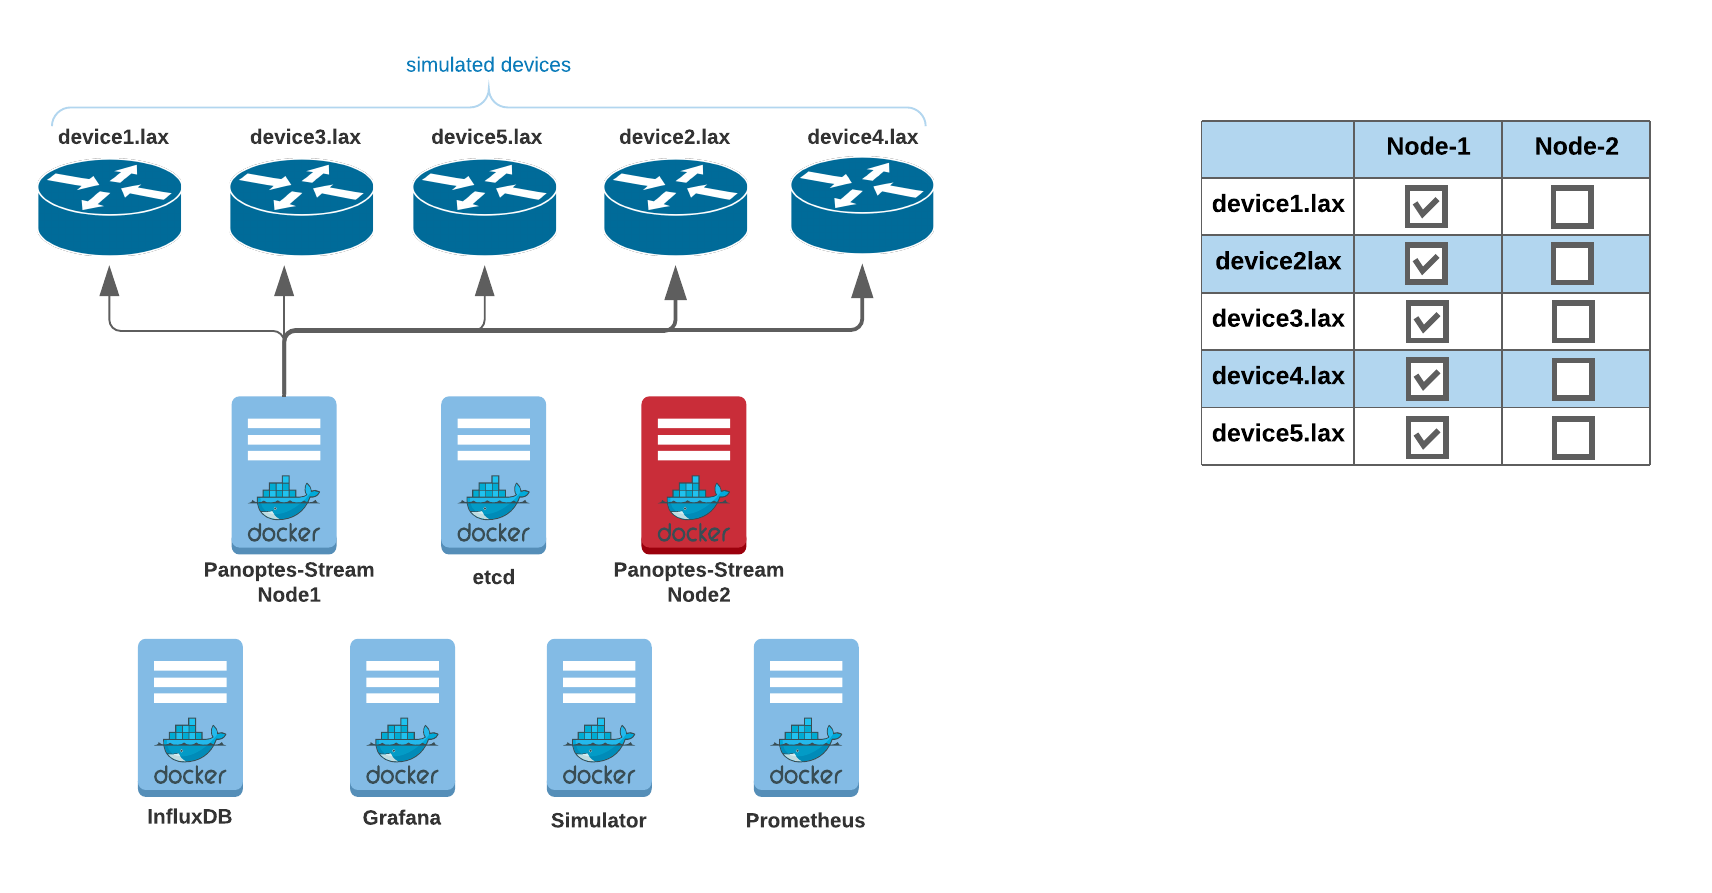 simulated devices
device1.lax
device3.lax
device5.lax
device2.lax
device4.lax
docker
docker
docker
Panoptes-Stream
Node1
etcd
Panoptes-Stream
Node2
docker
docker
docker
docker
InfluxDB
Grafana
Simulator
Prometheus
Node-1
Node-2
device1.lax
device2lax
device3.lax
device4.lax
device5.lax